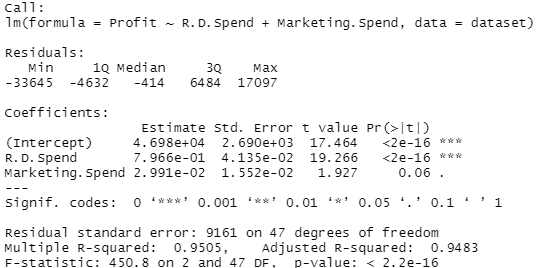 Call:
lm(formula = Profit ~ R.D.Spend + Marketing.Spend, data = dataset)
Residuals:
Min 1Q Median 3Q Max
-33645 -4632 -414 6484 17097
Coefficients:
Estimate Std. Error t value Pr(>|t|)
(Intercept) 4.698e+04 2.690e+03 17.464 <2e-16 ***
R.D.Spend 7.966e-01 4.135e-02 19.266 <2e-16 ***
Marketing.Spend 2.991e-02 1.552e-02 1.927 0.06 .
---
Signif. codes: 0 ‘***’ 0.001 ‘**’ 0.01 ‘*’ 0.05 ‘.’ 0.1 ‘ ’ 1
Residual standard error: 9161 on 47 degrees of freedom
Multiple R-squared: 0.9505, Adjusted R-squared: 0.9483
F-statistic: 450.8 on 2 and 47 DF, p-value: < 2.2e-16